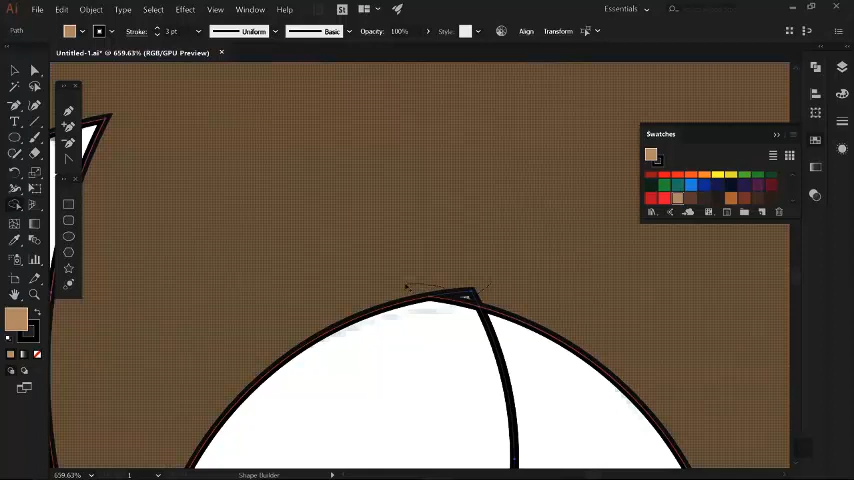 Ai File Edit Object Type Select Effect View Window Help St Essentials
Path Stroke: 3 pt Uniform Basic Opacity: 100% Style: Align Transform
Untitled-1.ai* @ 659.63% (RGB/GPU Preview) ×
Swatches
659.63% 1 Shape Builder